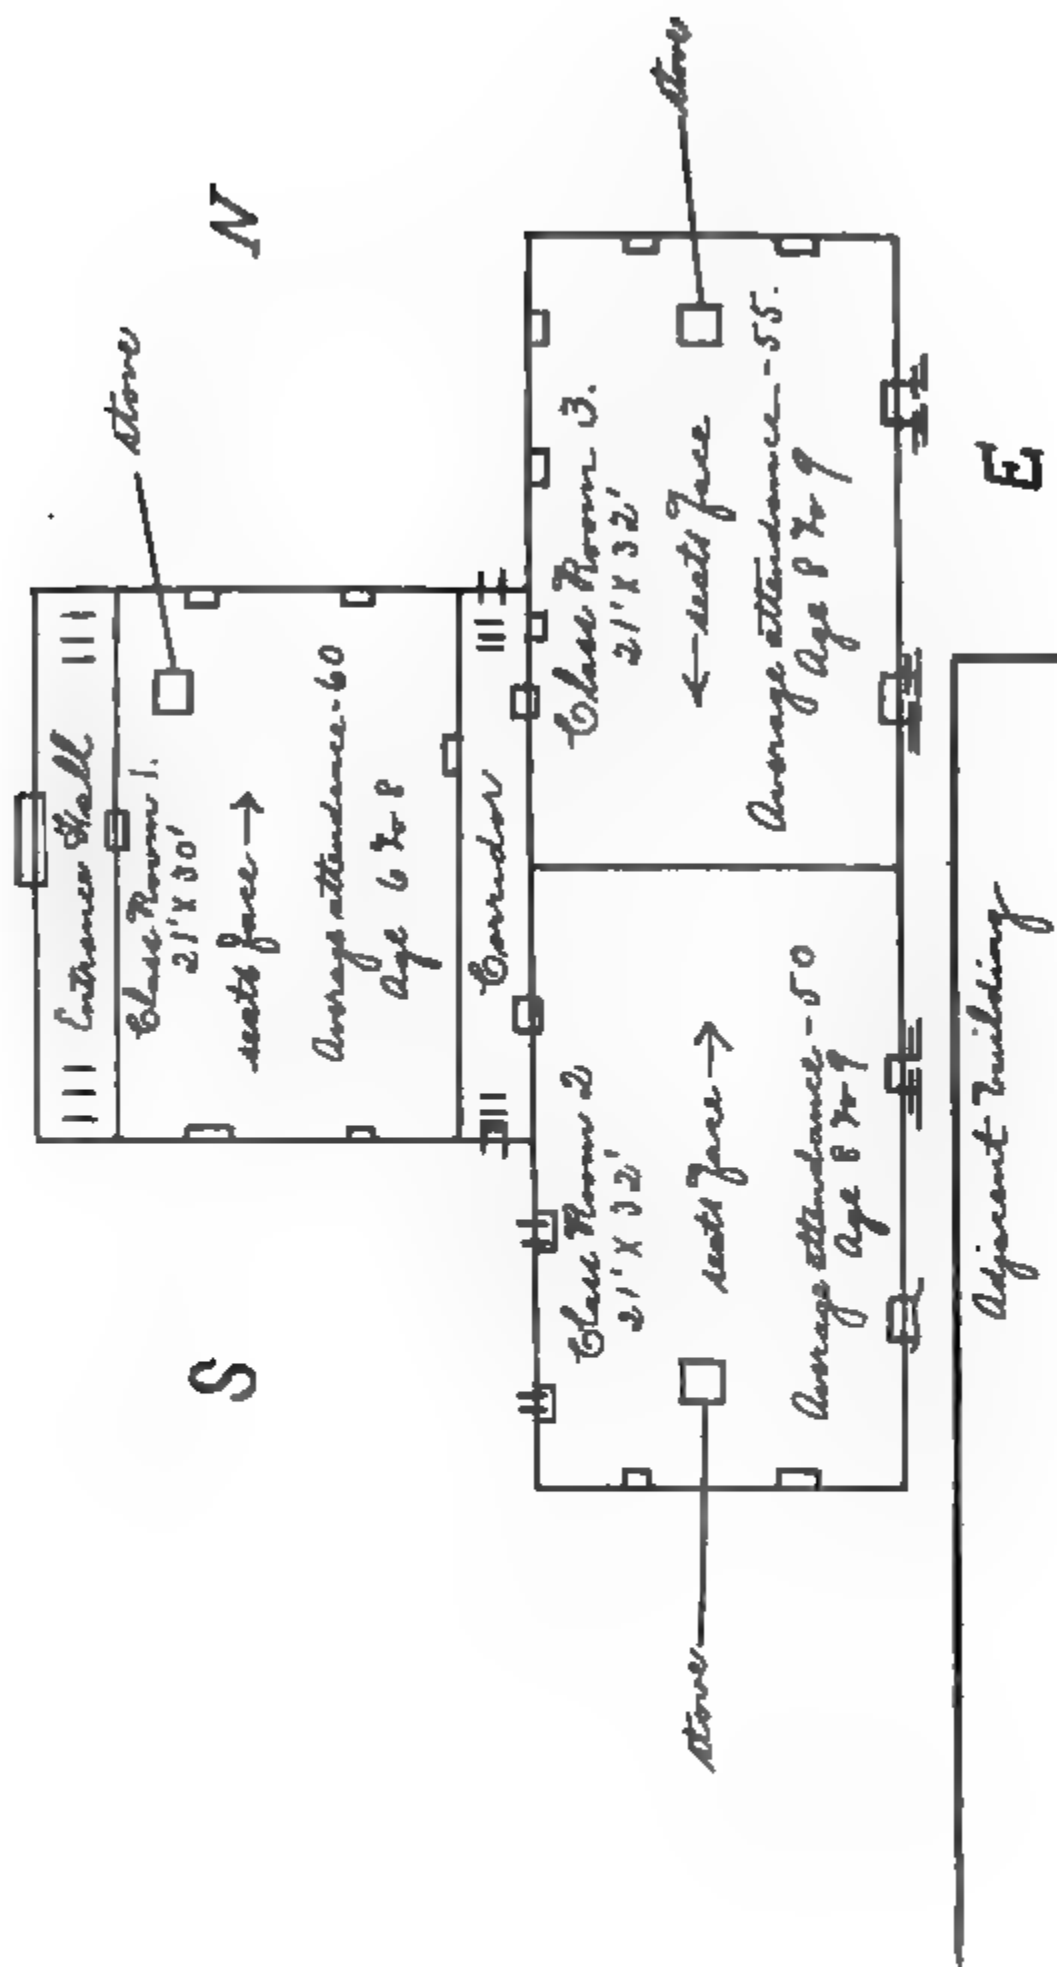 S
N
E
stove
Entrance Hall
Class Room 1.
21' X 30'
seats face →
Average attendance - 60
Age 6 to 8
Corridor
Class Room 2
21' X 32'
seats face →
Average attendance - 50
Age 8 to 9
stove
Class Room 3.
21' X 32'
← seats face
Average attendance - 55.
Age 8 to 9
stove
Adjacent building